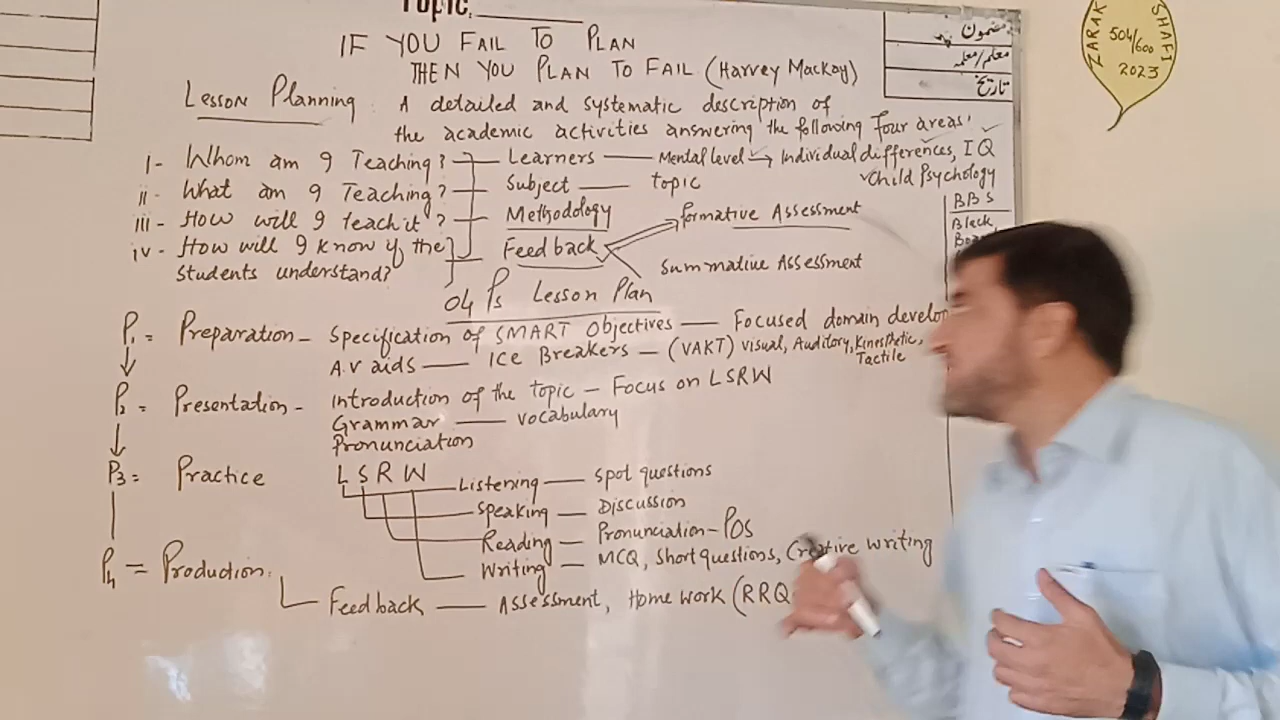 Topic.
IF YOU FAIL TO PLAN
THEN YOU PLAN TO FAIL (Harvey Mackay)
Lesson Planning : A detailed and systematic description of
the academic activities answering the following four areas.
i- Whom am I Teaching? Learners — Mental level → Individual differences, IQ
Child Psychology
ii- What am I Teaching? Subject — topic
iii- How will I teach it? Methodology
iv- How will I know if the students understand? Feedback
formative Assessment
Summative Assessment
04 Ps Lesson Plan
P1 = Preparation - Specification of SMART Objectives — Focused domain develop
A.V aids — Ice Breakers — (VAKT) Visual, Auditory, Kinesthetic,
Tactile
P2 = Presentation - Introduction of the topic - Focus on LSRW
Grammar — Vocabulary
Pronunciation
P3 = Practice L S R W
Listening — spot questions
Speaking — Discussion
Reading — Pronunciation - POS
Writing — MCQ, Short questions, Creative writing
P4 = Production
Feedback — Assessment, Home work (RRQ
BBS
Black
مضمون
معلم/معلمہ
تاریخ
ZARAK SHAFI
504/600
2023